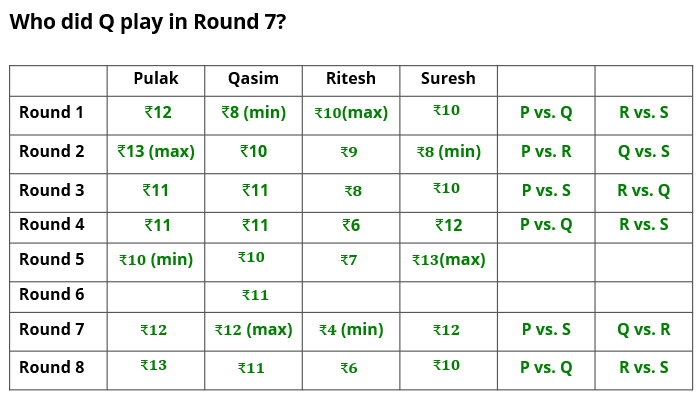 Who did Q play in Round 7?
Pulak Qasim Ritesh Suresh
Round 1 ₹12 ₹8 (min) ₹10(max) ₹10 P vs. Q R vs. S
Round 2 ₹13 (max) ₹10 ₹9 ₹8 (min) P vs. R Q vs. S
Round 3 ₹11 ₹11 ₹8 ₹10 P vs. S R vs. Q
Round 4 ₹11 ₹11 ₹6 ₹12 P vs. Q R vs. S
Round 5 ₹10 (min) ₹10 ₹7 ₹13(max)
Round 6 ₹11
Round 7 ₹12 ₹12 (max) ₹4 (min) ₹12 P vs. S Q vs. R
Round 8 ₹13 ₹11 ₹6 ₹10 P vs. Q R vs. S